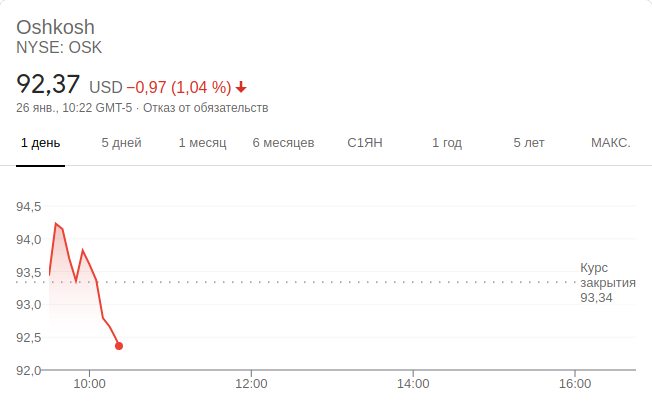 Oshkosh
NYSE: OSK
92,37 USD −0,97 (1,04 %)
26 янв., 10:22 GMT-5 · Отказ от обязательств
1 день 5 дней 1 месяц 6 месяцев С1ЯН 1 год 5 лет МАКС.
94,5
94,0
93,5
93,0
92,5
92,0
Курс
закрытия
93,34
10:00 12:00 14:00 16:00